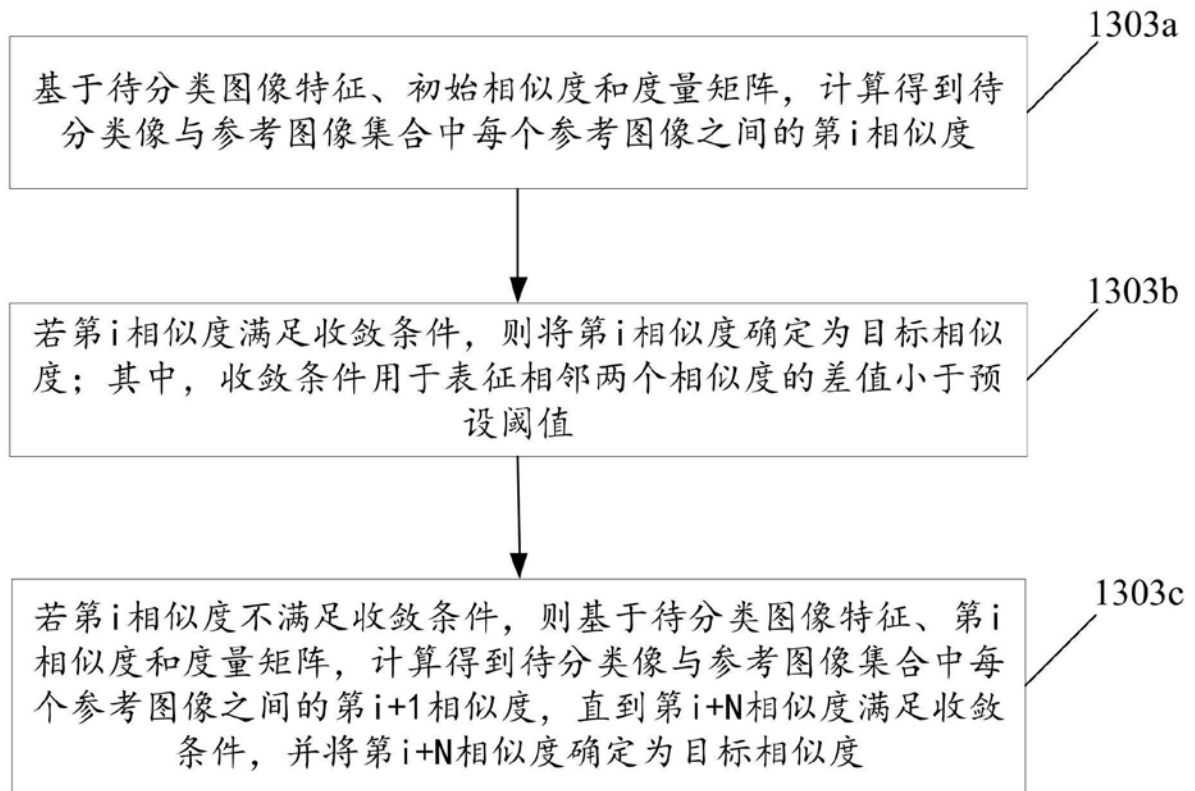 1303a
基于待分类图像特征、初始相似度和度量矩阵，计算得到待
分类像与参考图像集合中每个参考图像之间的第i相似度
1303b
若第i相似度满足收敛条件，则将第i相似度确定为目标相似
度；其中，收敛条件用于表征相邻两个相似度的差值小于预
设阈值
1303c
若第i相似度不满足收敛条件，则基于待分类图像特征、第i
相似度和度量矩阵，计算得到待分类像与参考图像集合中每
个参考图像之间的第i+1相似度，直到第i+N相似度满足收敛
条件，并将第i+N相似度确定为目标相似度